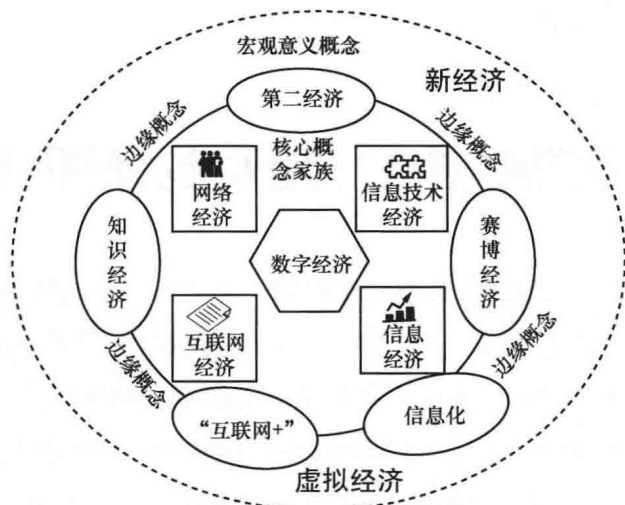 宏观意义概念
新经济
第二经济
边缘概念
边缘概念
核心概
念家族
网络
经济
信息技术
经济
知
识
经
济
数字经济
赛
博
经
济
互联网
经济
信息
经济
边缘概念
边缘概念
“互联网+”
信息化
虚拟经济